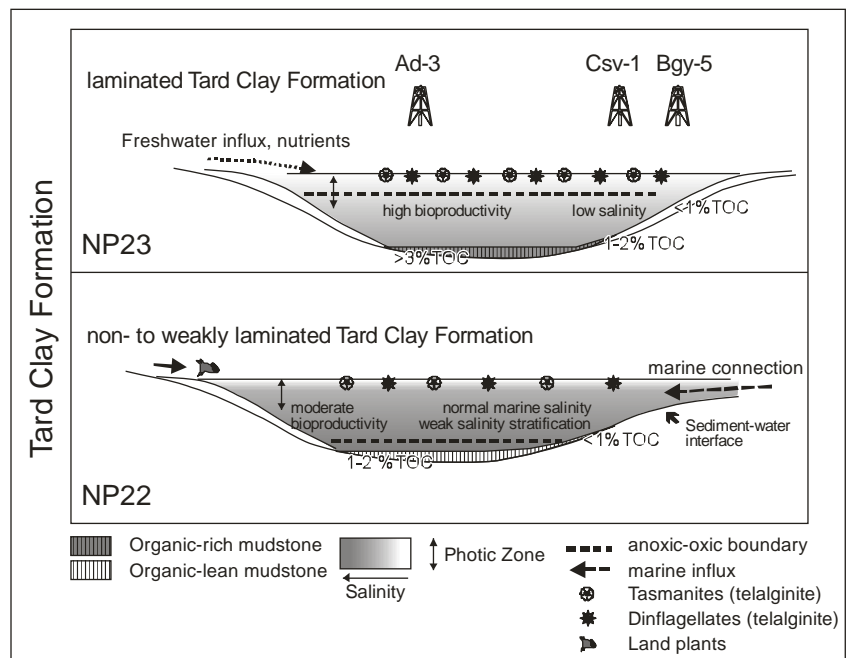 Tard Clay Formation
laminated Tard Clay Formation
Ad-3
Csv-1
Bgy-5
Freshwater influx, nutrients
high bioproductivity
low salinity
<1% TOC
1-2% TOC
>3% TOC
NP23
non- to weakly laminated Tard Clay Formation
marine connection
moderate
bioproductivity
normal marine salinity
weak salinity stratification
<1% TOC
Sediment-water
interface
1-2 % TOC
NP22
Organic-rich mudstone
Organic-lean mudstone
Salinity
Photic Zone
anoxic-oxic boundary
marine influx
Tasmanites (telalginite)
Dinflagellates (telalginite)
Land plants